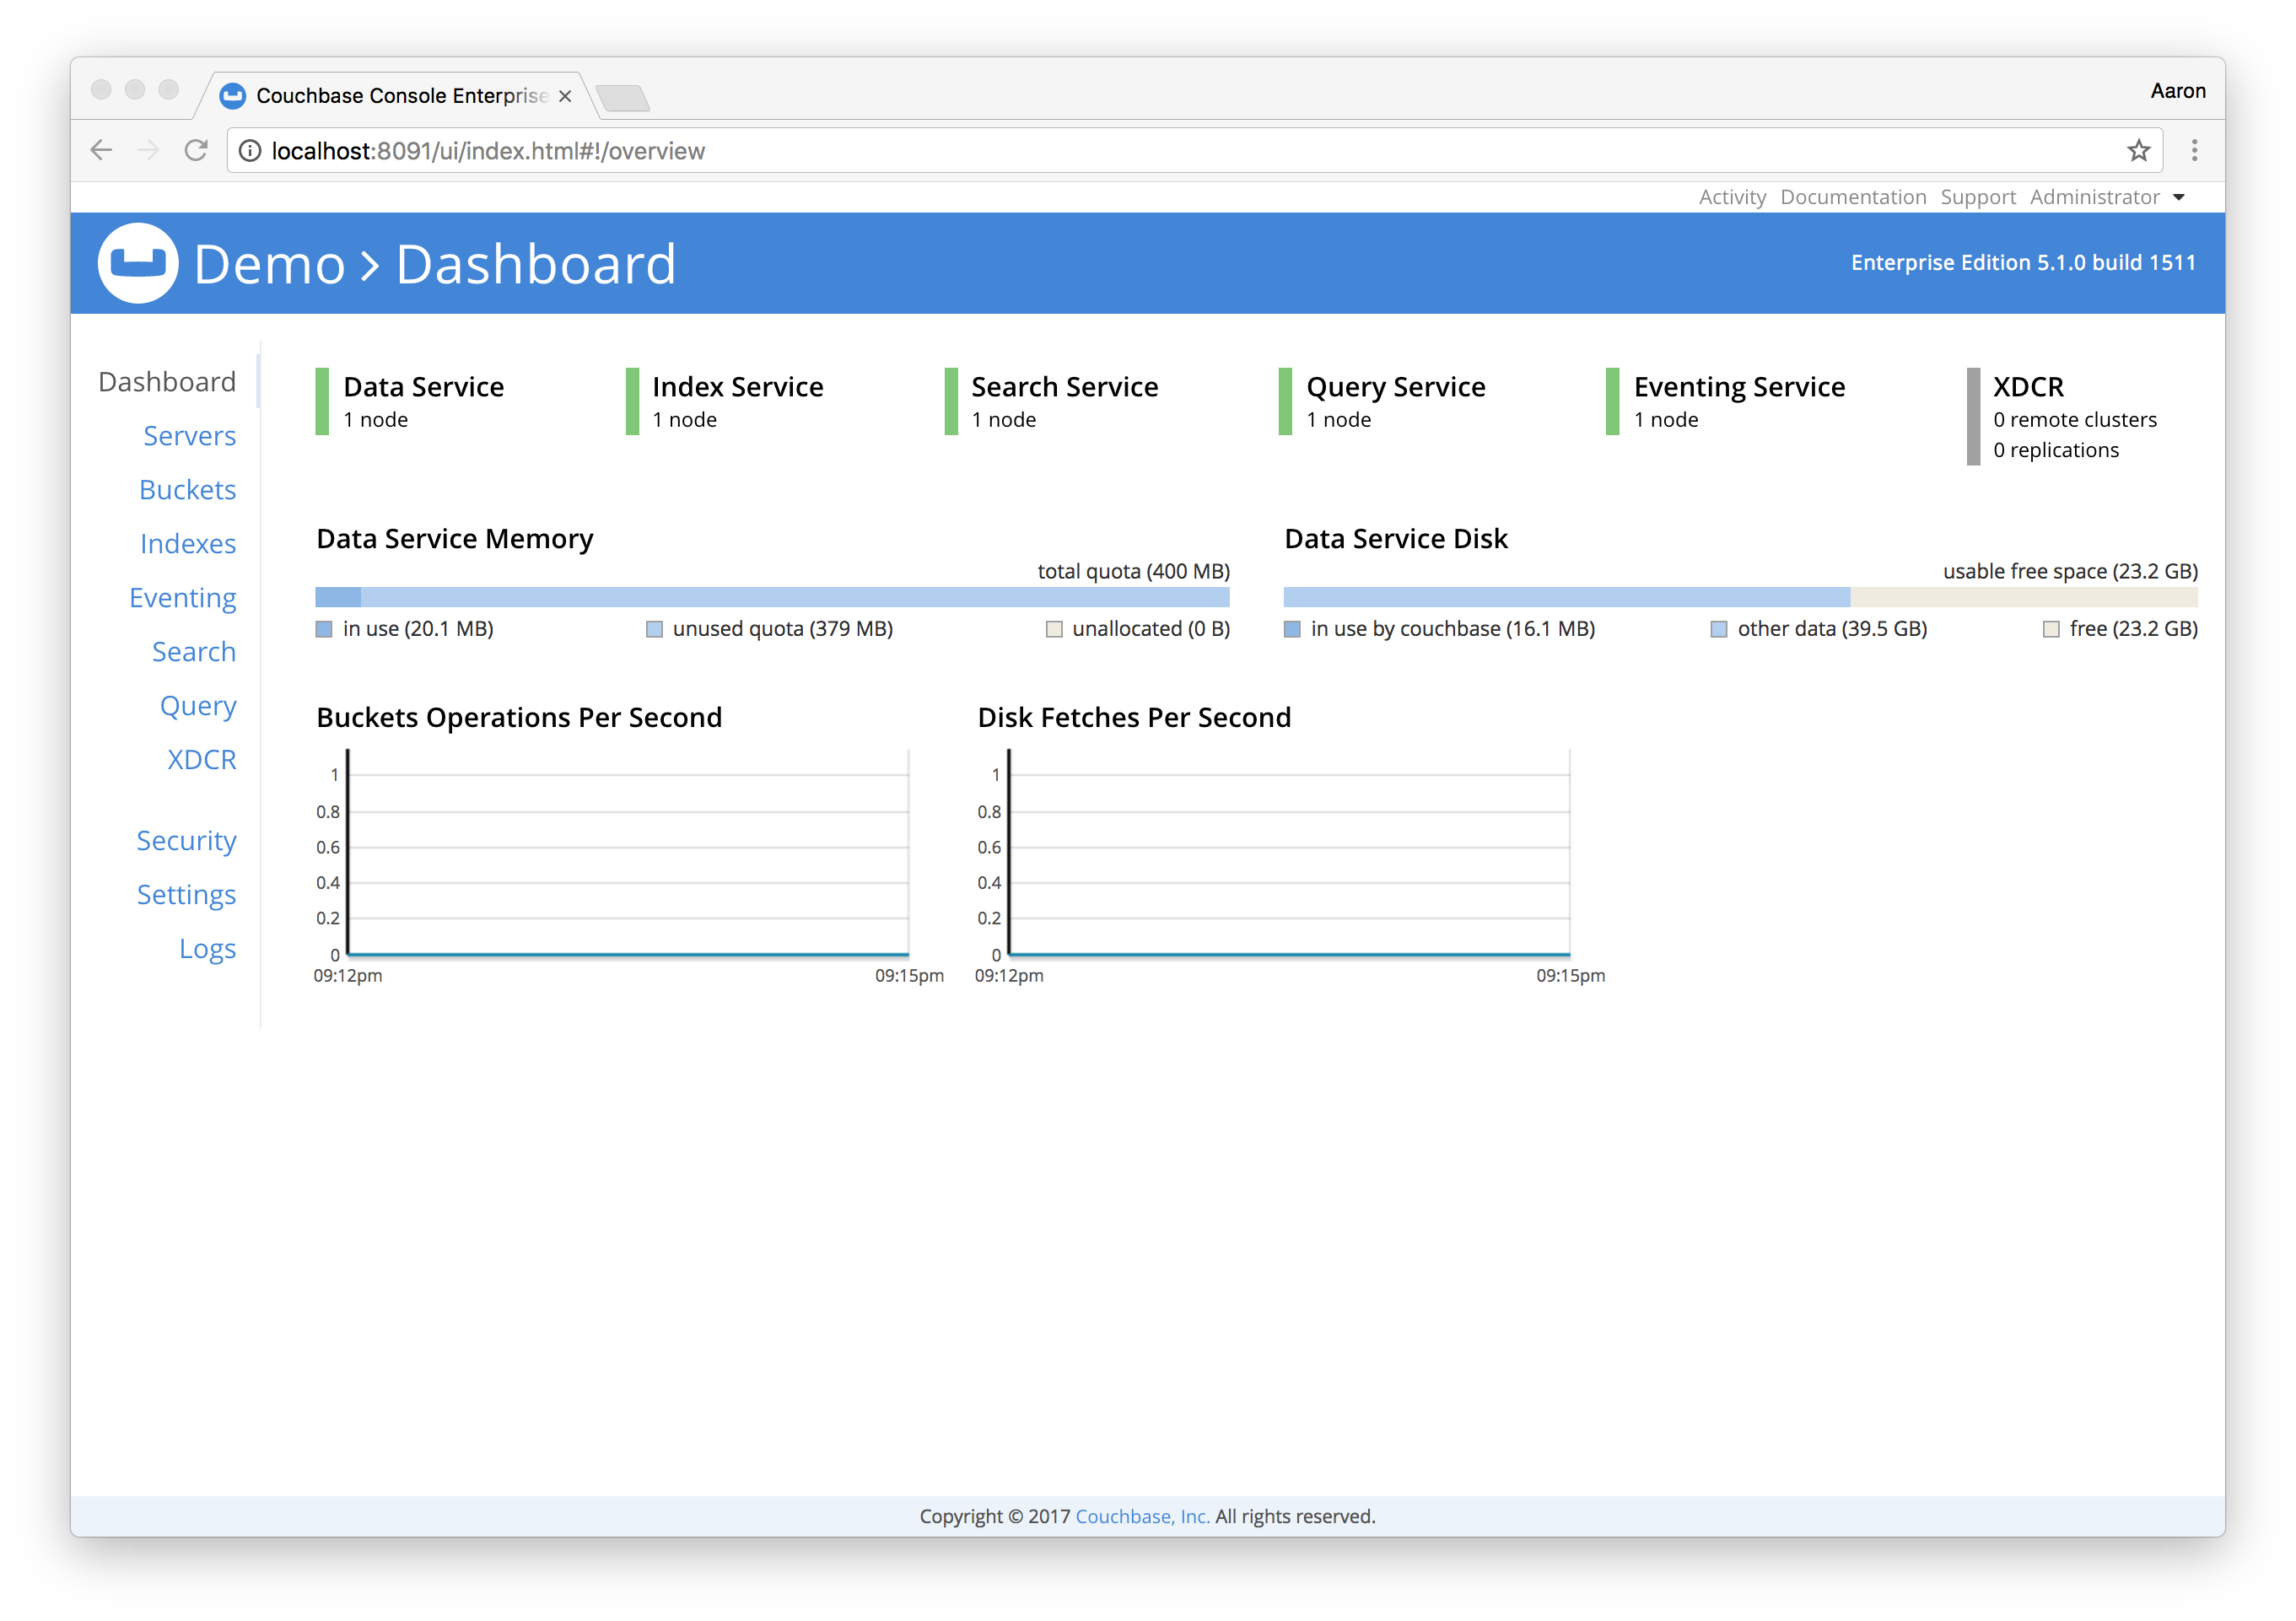 Couchbase Console Enterprise
Aaron
localhost:8091/ui/index.html#!/overview
Activity Documentation Support Administrator
Demo > Dashboard
Enterprise Edition 5.1.0 build 1511
Dashboard
Servers
Buckets
Indexes
Eventing
Search
Query
XDCR
Security
Settings
Logs
Data Service
1 node
Index Service
1 node
Search Service
1 node
Query Service
1 node
Eventing Service
1 node
XDCR
0 remote clusters
0 replications
Data Service Memory
total quota (400 MB)
in use (20.1 MB) unused quota (379 MB) unallocated (0 B)
Data Service Disk
usable free space (23.2 GB)
in use by couchbase (16.1 MB) other data (39.5 GB) free (23.2 GB)
Buckets Operations Per Second
1
0.8
0.6
0.4
0.2
0
09:12pm 09:15pm
Disk Fetches Per Second
1
0.8
0.6
0.4
0.2
0
09:12pm 09:15pm
Copyright © 2017 Couchbase, Inc. All rights reserved.